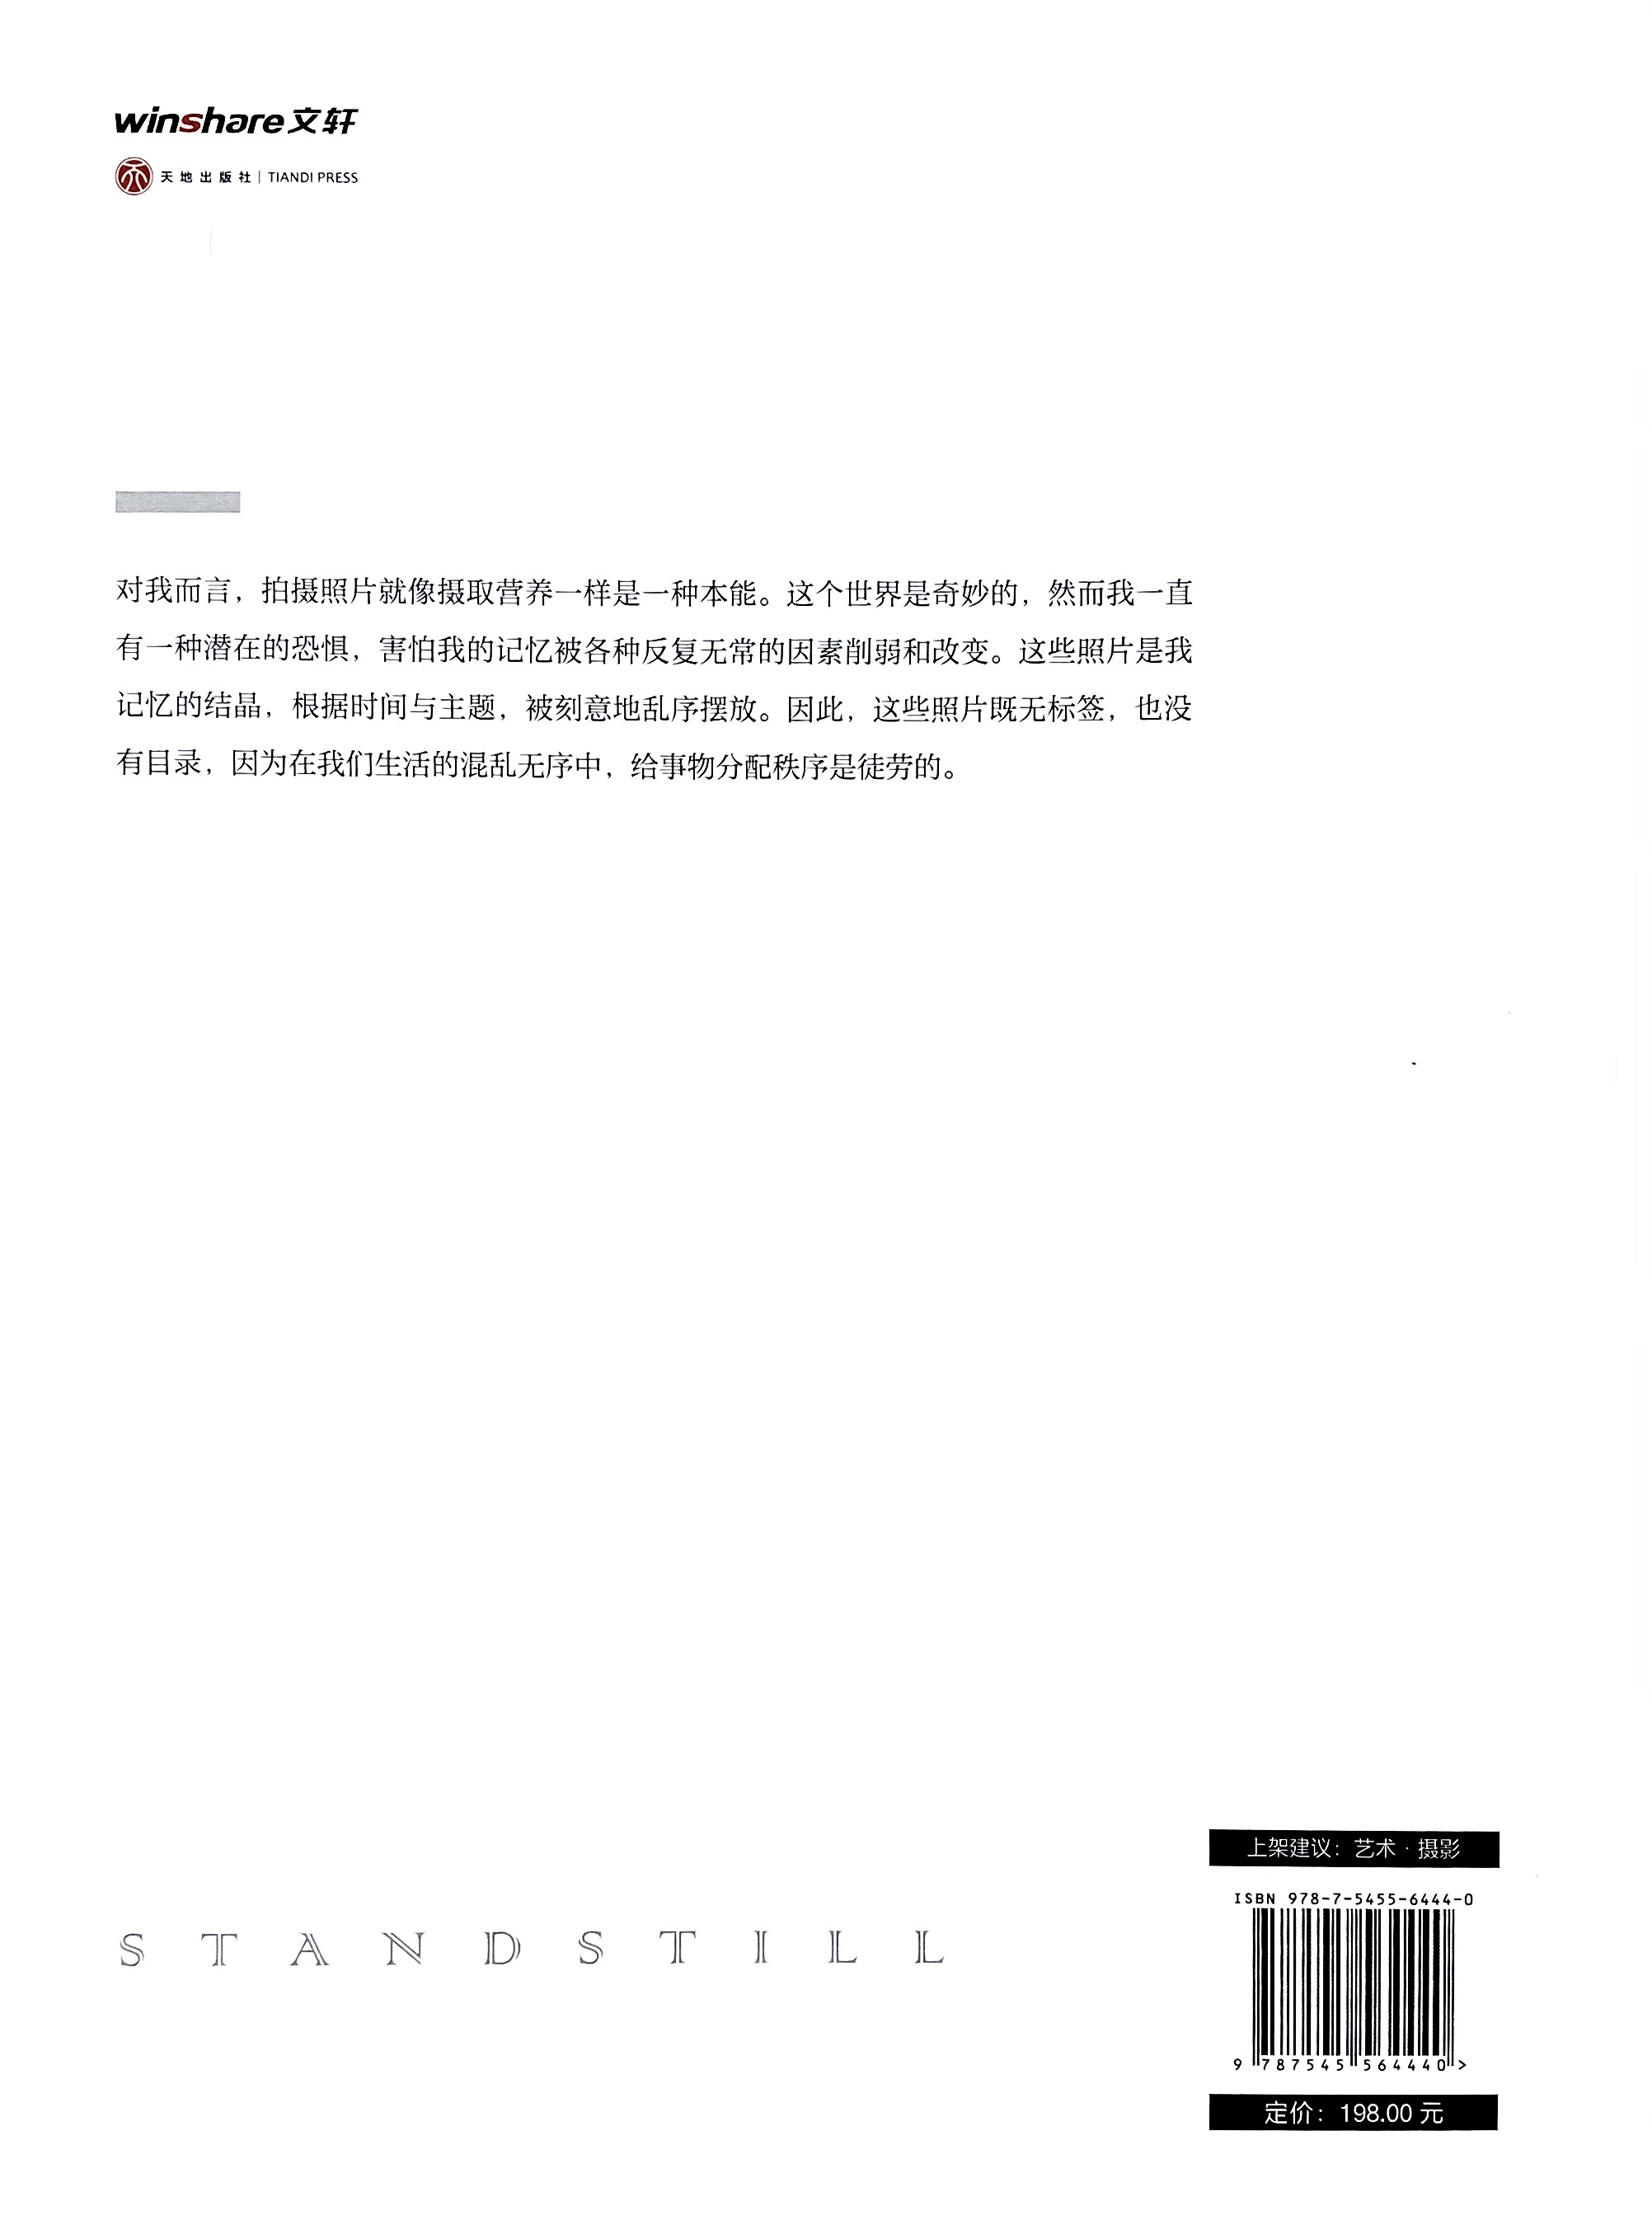 winshare文轩
天地出版社 | TIANDI PRESS
对我而言，拍摄照片就像摄取营养一样是一种本能。这个世界是奇妙的，然而我一直
有一种潜在的恐惧，害怕我的记忆被各种反复无常的因素削弱和改变。这些照片是我
记忆的结晶，根据时间与主题，被刻意地乱序摆放。因此，这些照片既无标签，也没
有目录，因为在我们生活的混乱无序中，给事物分配秩序是徒劳的。
STANDSTILL
上架建议：艺术·摄影
ISBN 978-7-5455-6444-0
9 787545 564440 >
定价：198.00 元